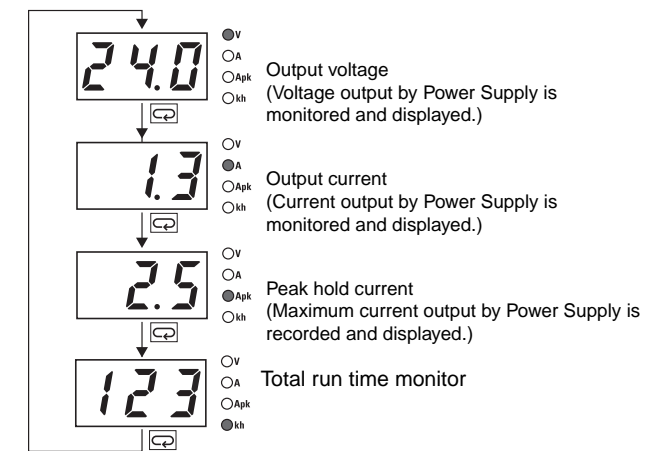 24.0
V
A
Apk
kh
Output voltage
(Voltage output by Power Supply is
monitored and displayed.)
1.3
V
A
Apk
kh
Output current
(Current output by Power Supply is
monitored and displayed.)
2.5
V
A
Apk
kh
Peak hold current
(Maximum current output by Power Supply is
recorded and displayed.)
123
V
A
Apk
kh
Total run time monitor